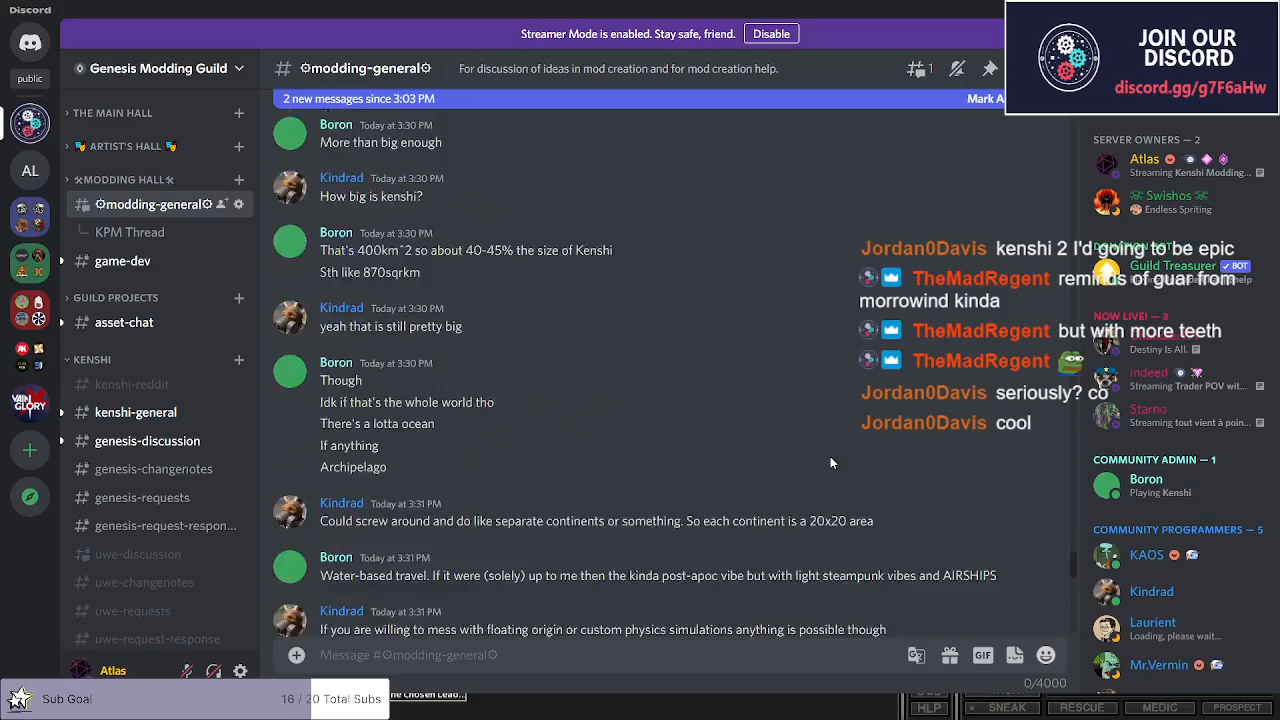 Discord
Streamer Mode is enabled. Stay safe, friend.
Disable
JOIN OUR
DISCORD
discord.gg/g7F6aHw
public
Genesis Modding Guild
modding-general
For discussion of ideas in mod creation and for mod creation help.
1
2 new messages since 3:03 PM
Mark A
THE MAIN HALL
ARTIST'S HALL
MODDING HALL
modding-general
KPM Thread
game-dev
GUILD PROJECTS
asset-chat
KENSHI
kenshi-reddit
kenshi-general
genesis-discussion
genesis-changenotes
genesis-requests
genesis-request-respon...
uwe-discussion
uwe-changenotes
uwe-requests
uwe-request-response
Atlas
AL
VAIN
GLORY
Boron Today at 3:30 PM
More than big enough
Kindrad Today at 3:30 PM
How big is kenshi?
Boron Today at 3:30 PM
That's 400km^2 so about 40-45% the size of Kenshi
Sth like 870sqrkm
Kindrad Today at 3:30 PM
yeah that is still pretty big
Boron Today at 3:30 PM
Though
Idk if that's the whole world tho
There's a lotta ocean
If anything
Archipelago
Kindrad Today at 3:31 PM
Could screw around and do like separate continents or something. So each continent is a 20x20 area
Boron Today at 3:31 PM
Water-based travel. If it were (solely) up to me then the kinda post-apoc vibe but with light steampunk vibes and AIRSHIPS
Kindrad Today at 3:31 PM
If you are willing to mess with floating origin or custom physics simulations anything is possible though
Message #modding-general
GIF
0/4000
Jordan0Davis kenshi 2 I'd going to be epic
TheMadRegent reminds of guar from
morrowind kinda
TheMadRegent but with more teeth
TheMadRegent
Jordan0Davis seriously? co
Jordan0Davis cool
SERVER OWNERS — 2
Atlas
Streaming Kenshi Modding...
Swishos
Endless Spriting
Guild Treasurer BOT
NOW LIVE! — 3
Destiny Is All.
indeed
Streaming Trader POV wit...
Starno
Streaming tout vient à poin...
COMMUNITY ADMIN — 1
Boron
Playing Kenshi
COMMUNITY PROGRAMMERS — 5
KAOS
Kindrad
Laurient
Loading, please wait...
Mr.Vermin
Sub Goal
16 / 20 Total Subs
he Chosen Lead..
HLP
SNEAK
RESCUE
MEDIC
PROSPECT